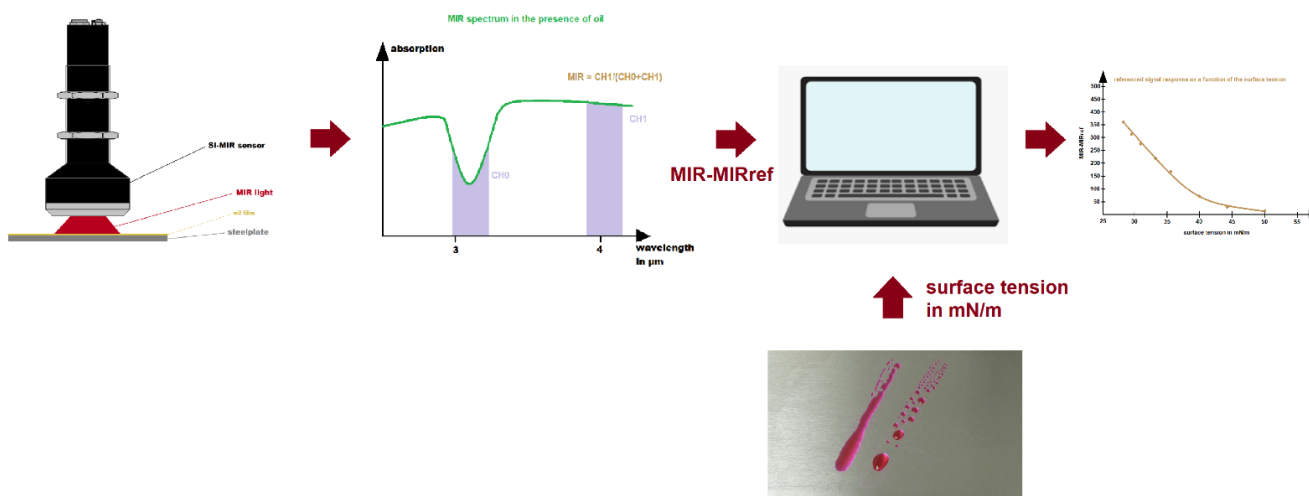 SI-MIR sensor
MIR light
oil film
steelplate
MIR spectrum in the presence of oil
absorption
MIR = CH1/(CH0+CH1)
CH1
CH0
3
4
wavelength
in µm
MIR-MIRref
surface tension
in mN/m
referenced signal response as a function of the surface tension
MIR-MIRref
500
450
400
350
300
250
200
150
100
50
25
30
35
40
45
50
55
surface tension in mN/m